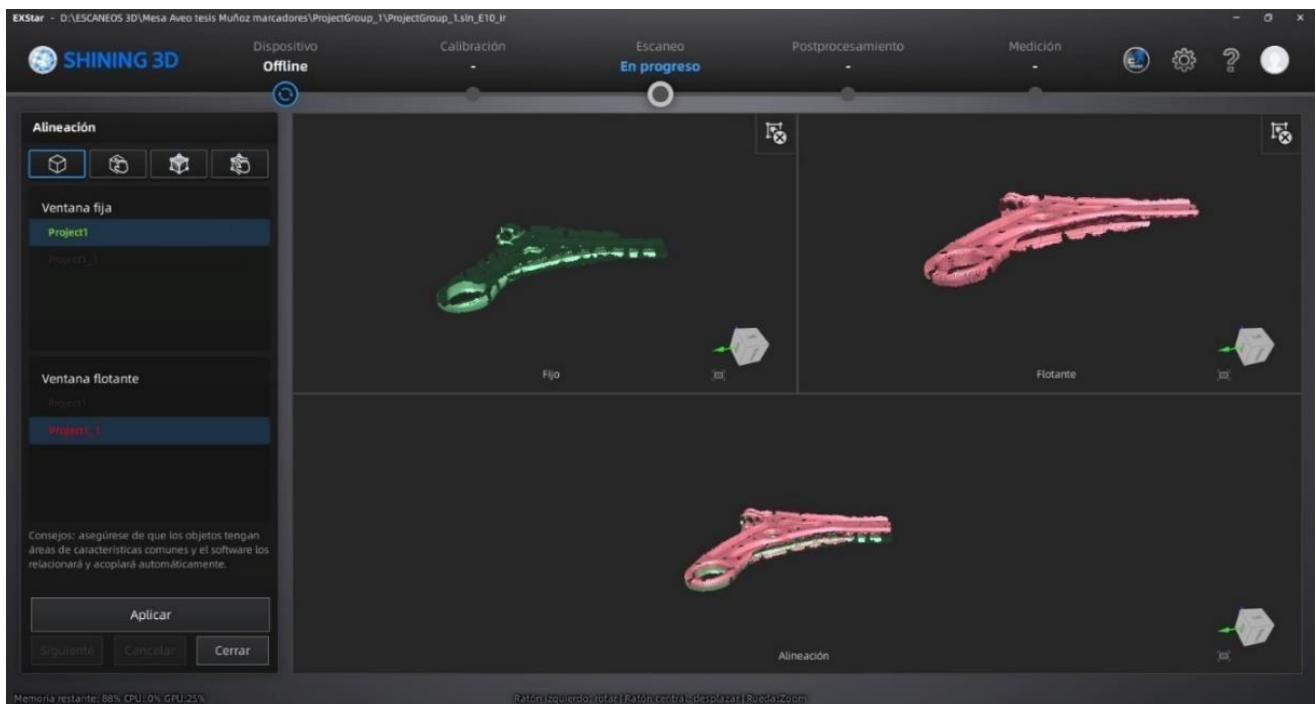 EXStar - D:\ESCANEOS 3D\Mesa Aveo tesis Muñoz marcadores\ProjectGroup_1\ProjectGroup_1.sln_E10_ir
SHINING 3D
Dispositivo
Offline
Calibración
-
Escaneo
En progreso
Postprocesamiento
-
Medición
-
Alineación
Ventana fija
Project1
Project1_1
Ventana flotante
Project1
Project1_1
Consejos: asegúrese de que los objetos tengan
áreas de características comunes y el software los
relacionará y acoplará automáticamente.
Aplicar
Siguiente
Cancelar
Cerrar
Fijo
Flotante
Alineación
Memoria restante: 88% CPU: 0% GPU:25%
Ratón izquierdo: rotar | Ratón central: desplazar | Rueda:Zoom